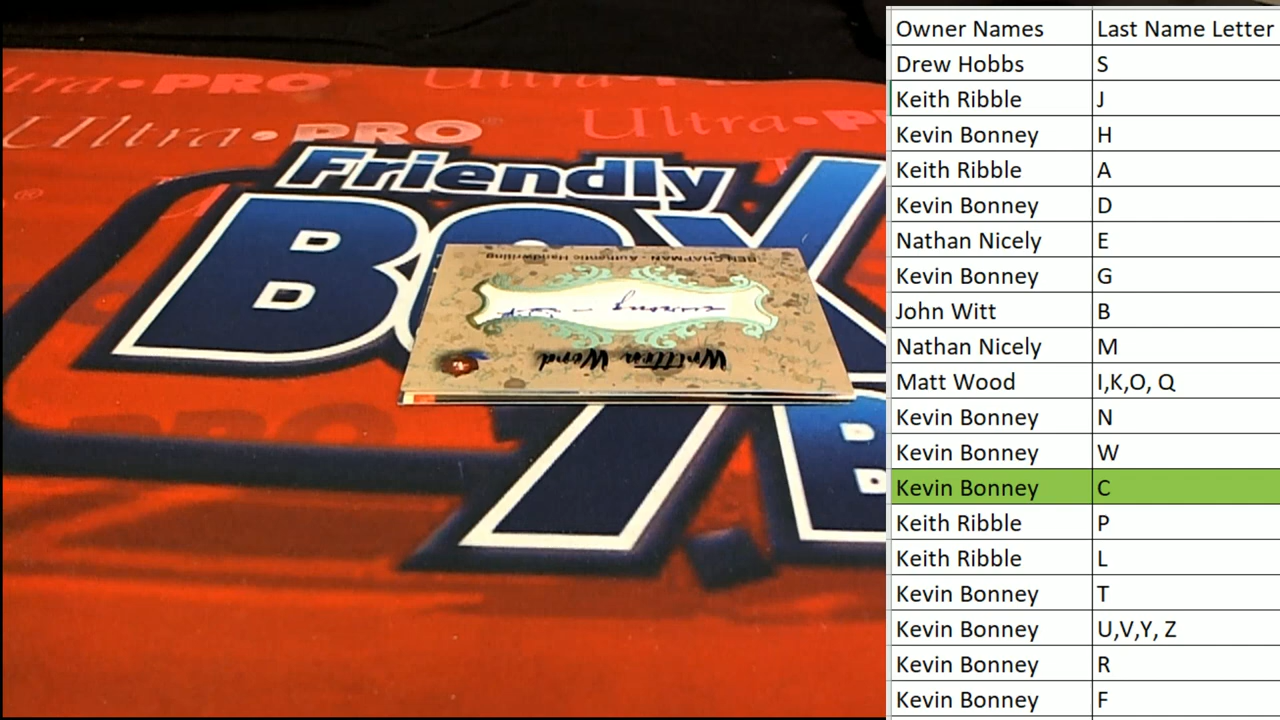 Ultra•PRO®
Ultra
Ultra•PRO®
Ultra•P
Friendly
BOX
B
BEN CHAPMAN - Authentic Handwriting
Written Word
Owner Names Last Name Letter
Drew Hobbs S
Keith Ribble J
Kevin Bonney H
Keith Ribble A
Kevin Bonney D
Nathan Nicely E
Kevin Bonney G
John Witt B
Nathan Nicely M
Matt Wood I,K,O, Q
Kevin Bonney N
Kevin Bonney W
Kevin Bonney C
Keith Ribble P
Keith Ribble L
Kevin Bonney T
Kevin Bonney U,V,Y, Z
Kevin Bonney R
Kevin Bonney F